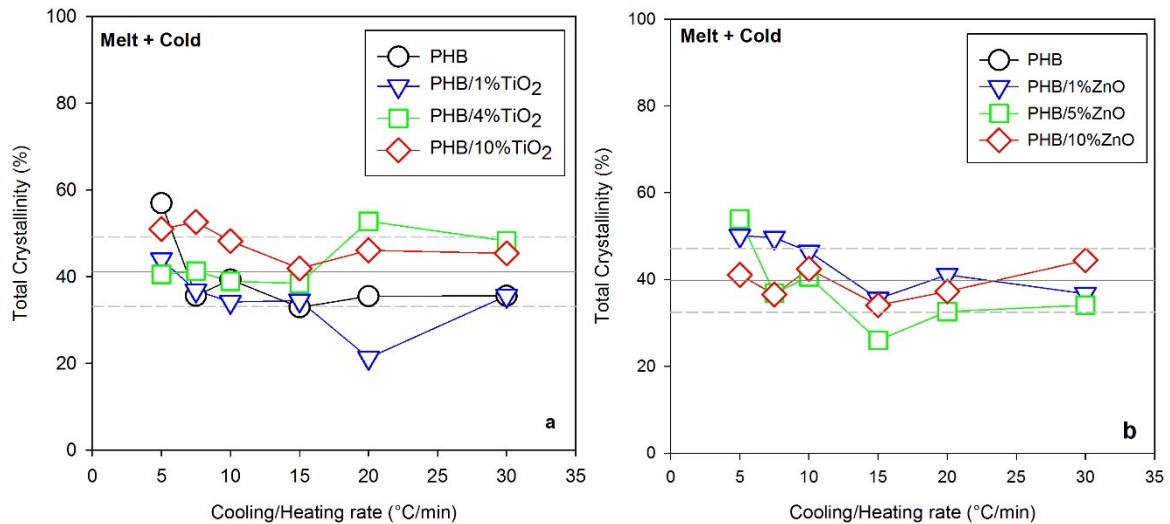 Melt + Cold
PHB
PHB/1%TiO2
PHB/4%TiO2
PHB/10%TiO2
100
80
60
40
20
0
Total Crystallinity (%)
0 5 10 15 20 25 30 35
Cooling/Heating rate (°C/min)
a
Melt + Cold
PHB
PHB/1%ZnO
PHB/5%ZnO
PHB/10%ZnO
100
80
60
40
20
0
Total Crystallinity (%)
0 5 10 15 20 25 30 35
Cooling/Heating rate (°C/min)
b